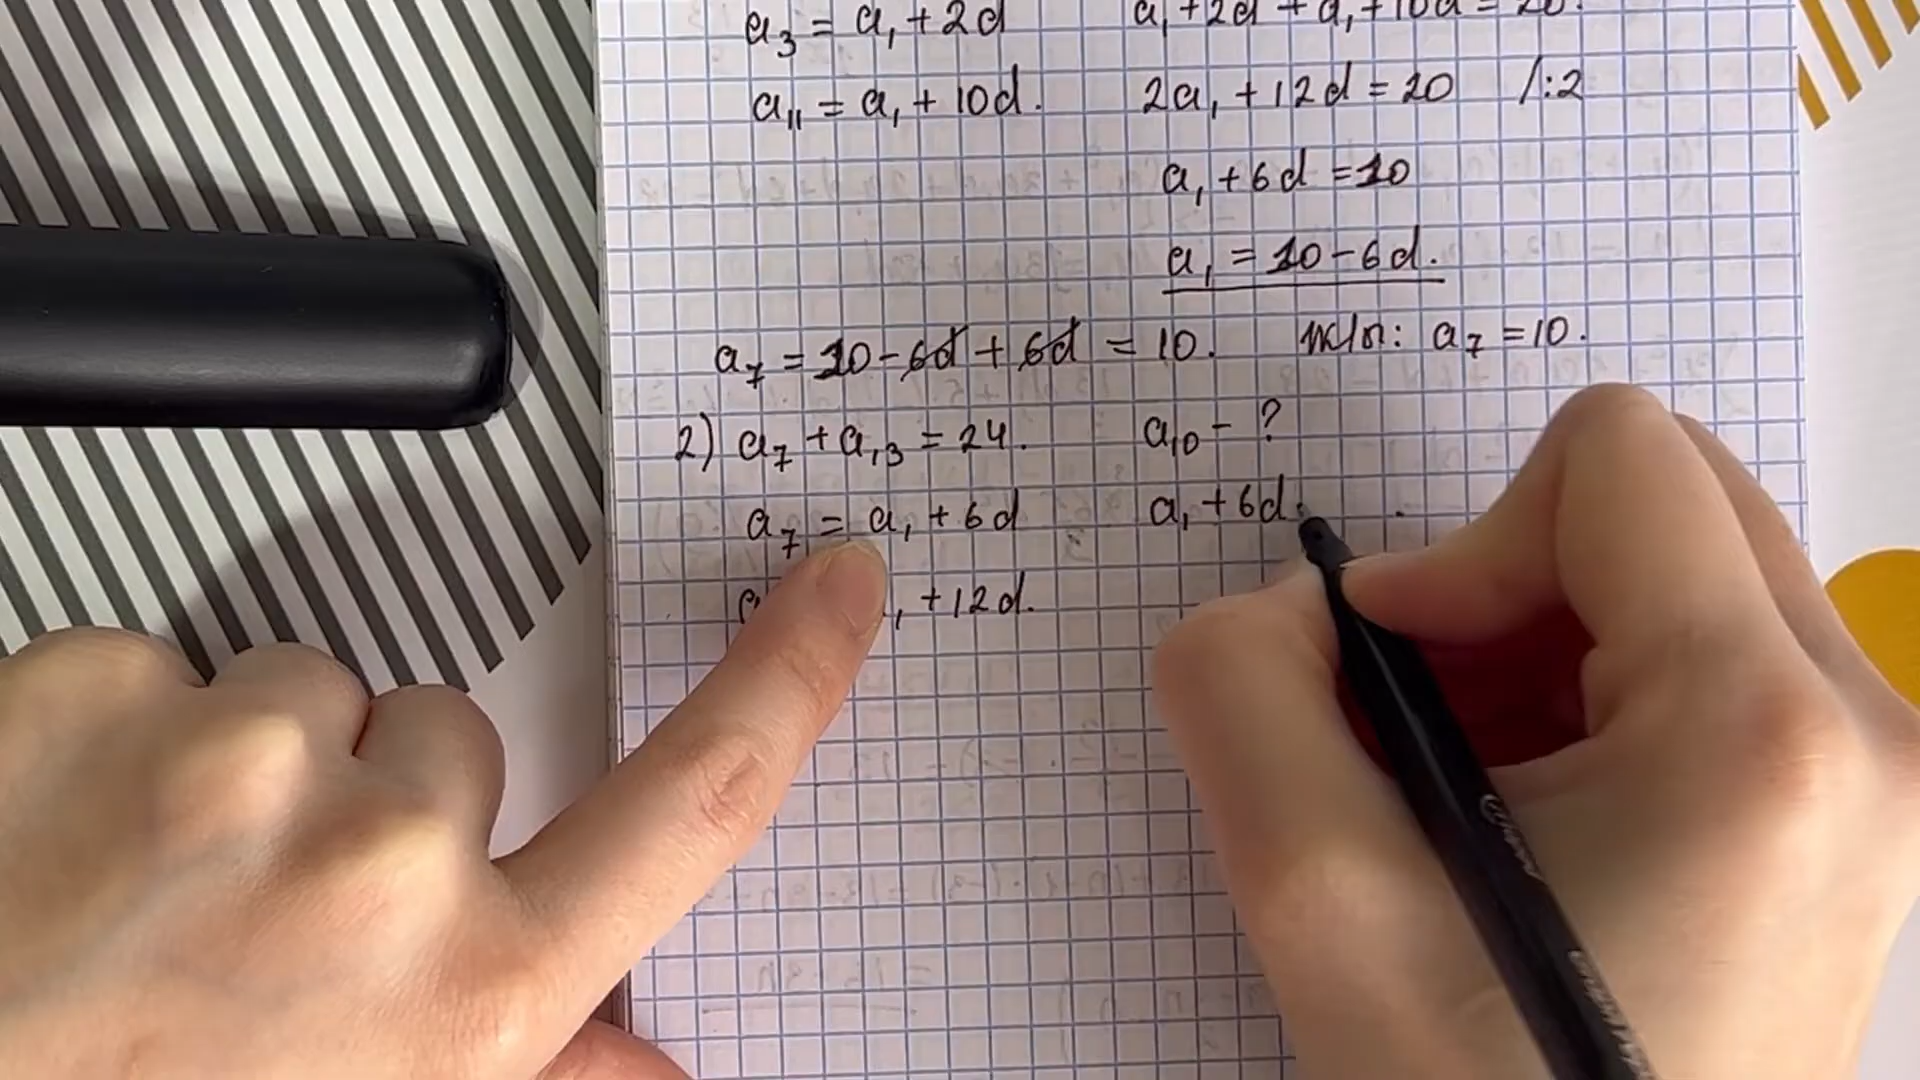 a₃ = a₁ + 2d
a₁ + 2d + a₁ + 10d = 20.
a₁₁ = a₁ + 10d.
2a₁ + 12d = 20 /:2
a₁ + 6d = 10
a₁ = 10 - 6d.
a₇ = 10 - 6d + 6d = 10. ж/п: a₇ = 10.
2) a₇ + a₁₃ = 24. a₁₀ - ?
a₇ = a₁ + 6d
a₁ + 6d
+ 12d.